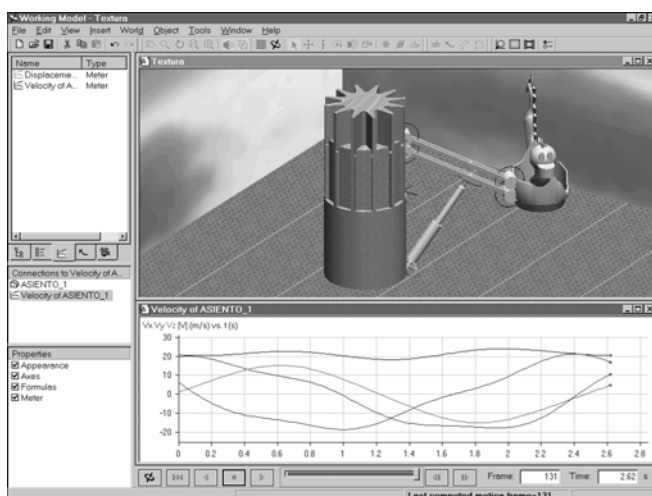 Working Model - Textura
File Edit View Insert World Object Tools Window Help
Name Type
Displaceme... Meter
Velocity of A... Meter
Textura
Connections to Velocity of A...
ASIENTO_1
Velocity of ASIENTO_1
Properties
Appearance
Axes
Formulas
Meter
Velocity of ASIENTO_1
Vx Vy Vz |V| (m/s) vs. t (s)
30
20
10
0
-10
-20
0 0.2 0.4 0.6 0.8 1 1.2 1.4 1.6 1.8 2 2.2 2.4 2.6 2.8
Frame: 131 Time: 2.62 s
Last computed motion frame=131